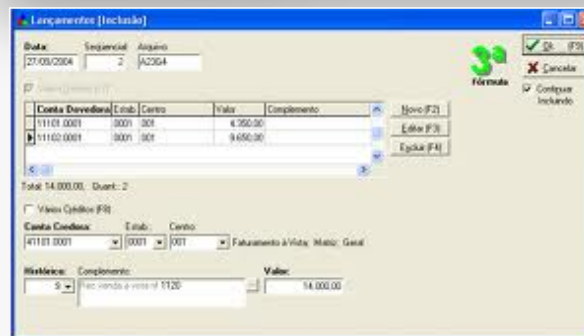 Lançamentos [Inclusão]
Data: Seqüencial Arquivo
27/09/2004 2 A2364
Ok (F9)
Cancelar
Continuar Incluindo
3ª
Fórmula
Conta Devedora Estab. Centro Valor Complemento
11101.0001 0001 001 4.350,00
11102.0001 0001 001 9.650,00
Novo (F2)
Editar (F3)
Excluir (F4)
Total: 14.000,00, Quant.: 2
Vários Créditos (F8)
Conta Credora: Estab.: Centro:
41101.0001 0001 001 Faturamento à Vista; Matriz; Geral
Histórico: Complemento: Valor:
9 Rec. venda a vista nf 1120 14.000,00